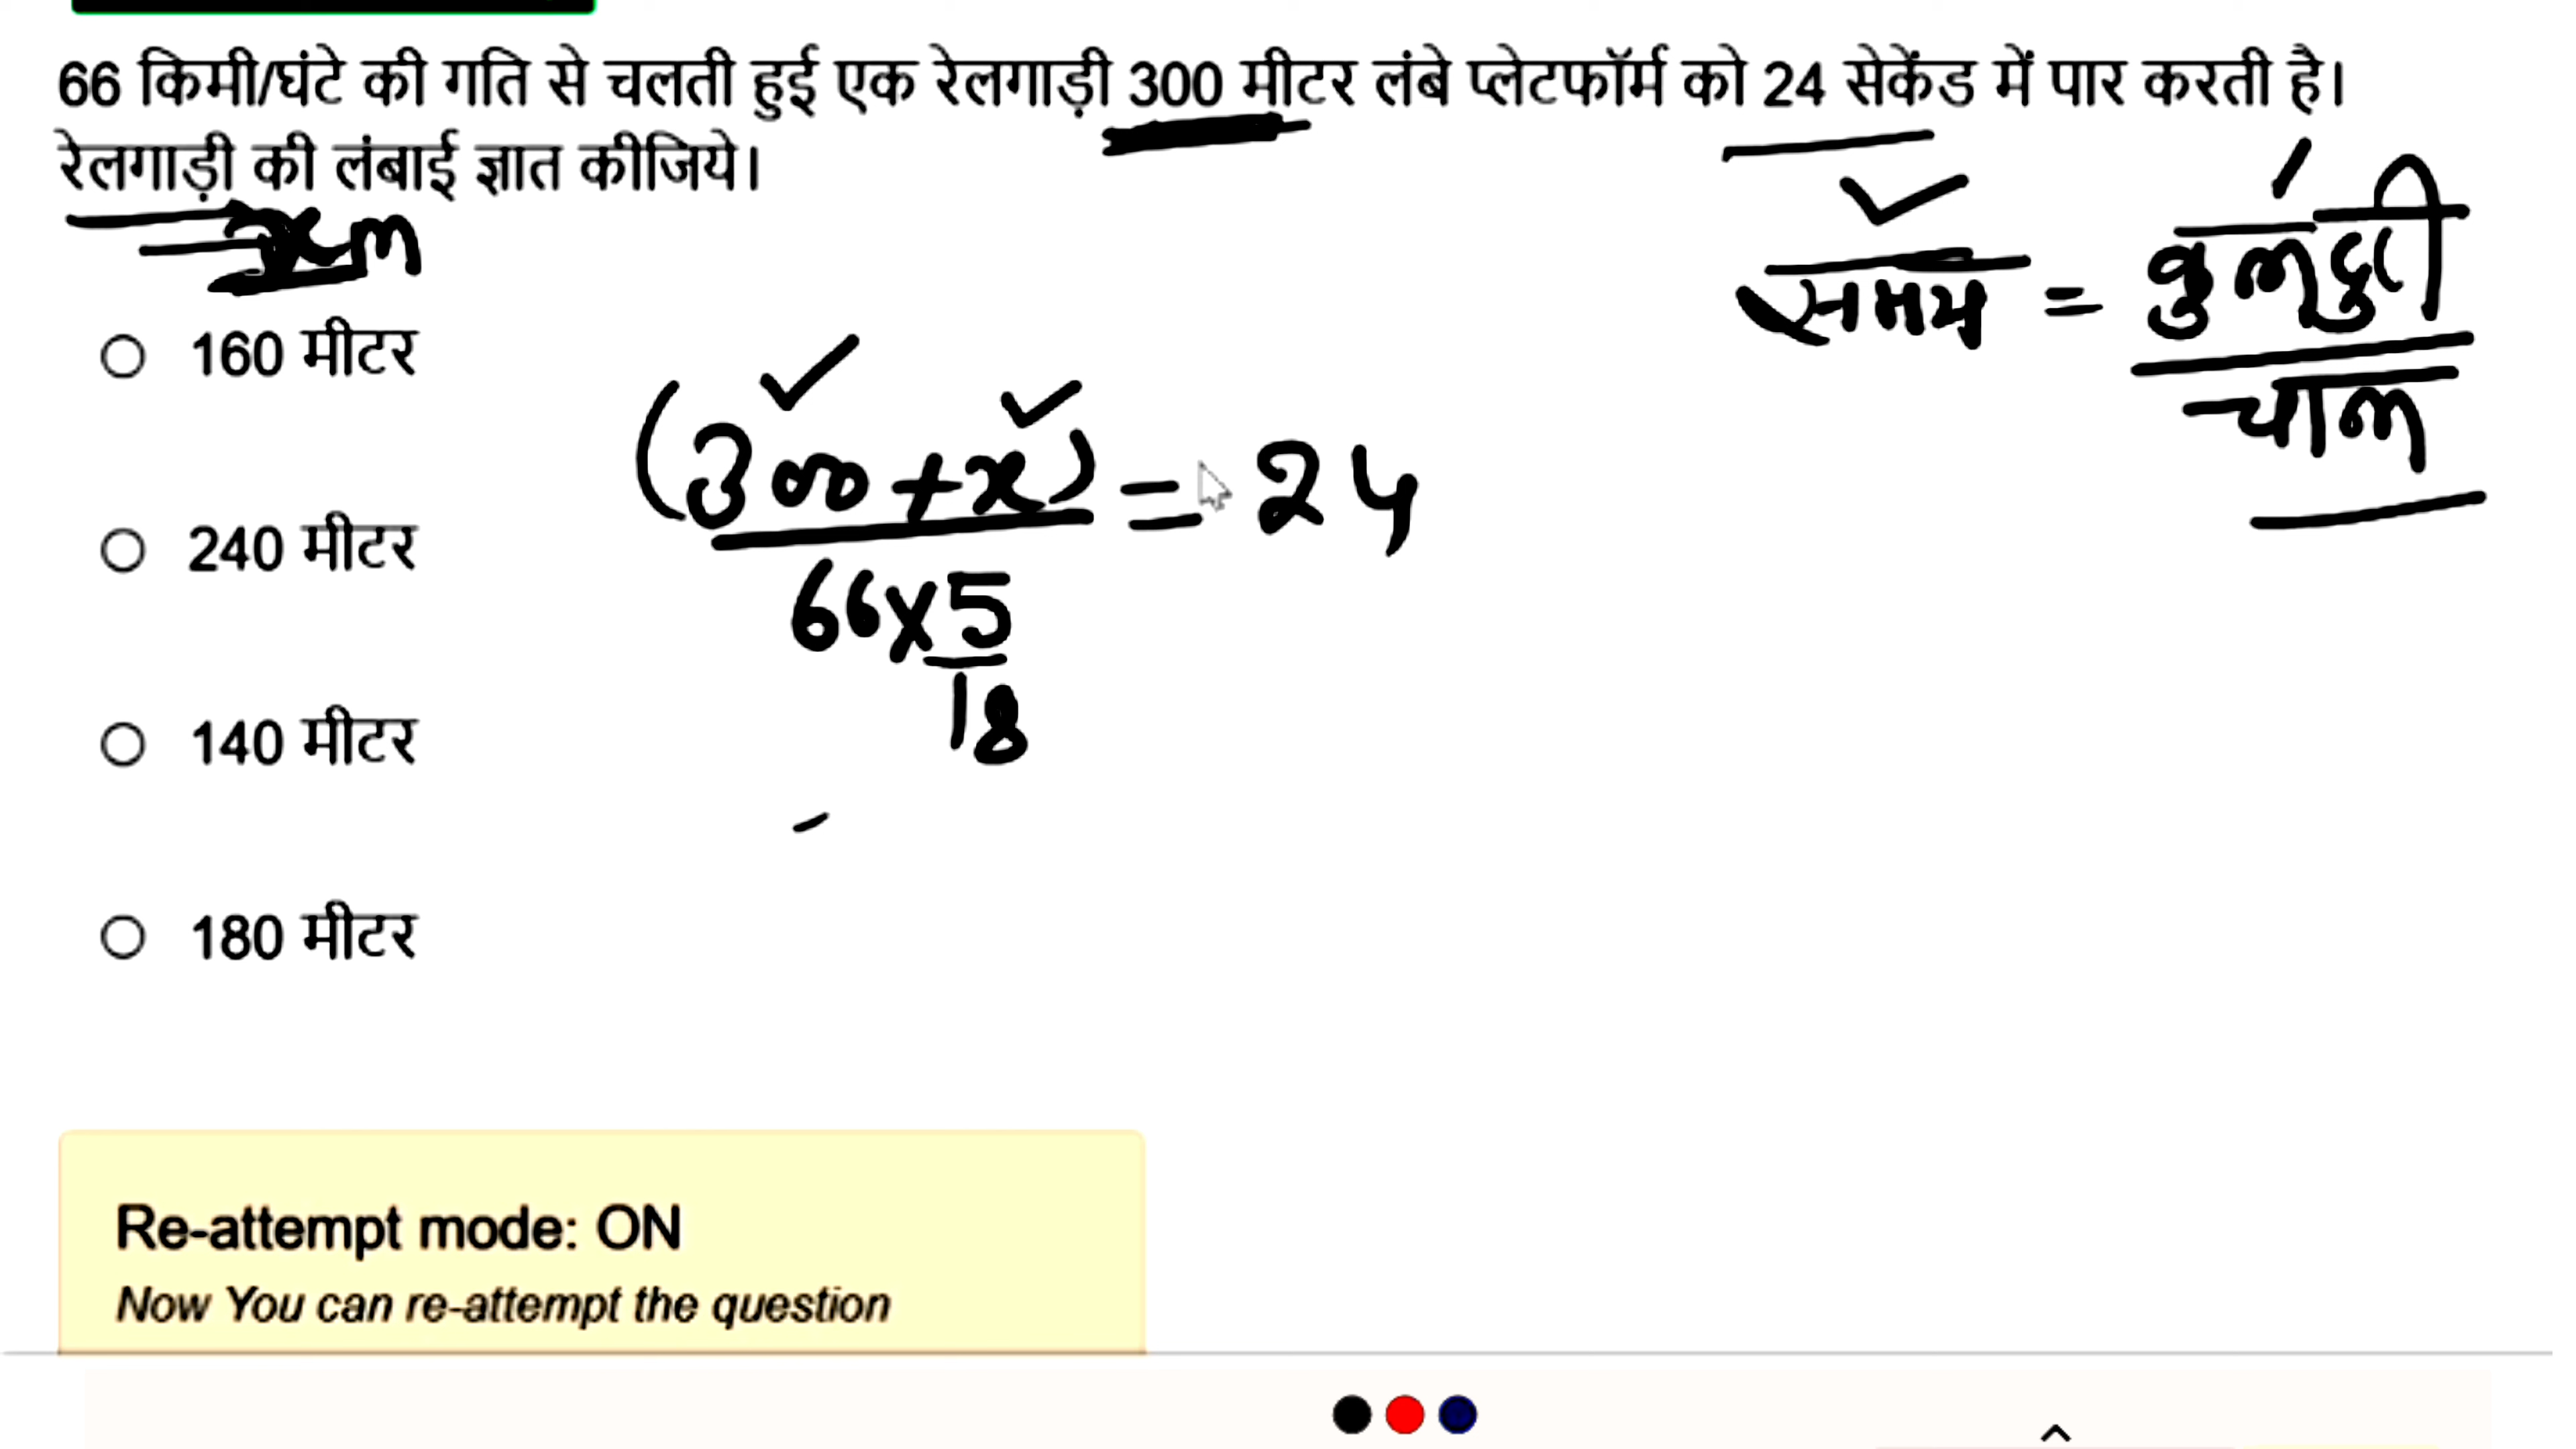 66 किमी/घंटे की गति से चलती हुई एक रेलगाड़ी 300 मीटर लंबे प्लेटफॉर्म को 24 सेकेंड में पार करती है।
रेलगाड़ी की लंबाई ज्ञात कीजिये।
xm
समय = कुल दुरी
चाल
160 मीटर
(300 + x) = 24
66×5
18
240 मीटर
140 मीटर
180 मीटर
Re-attempt mode: ON
Now You can re-attempt the question